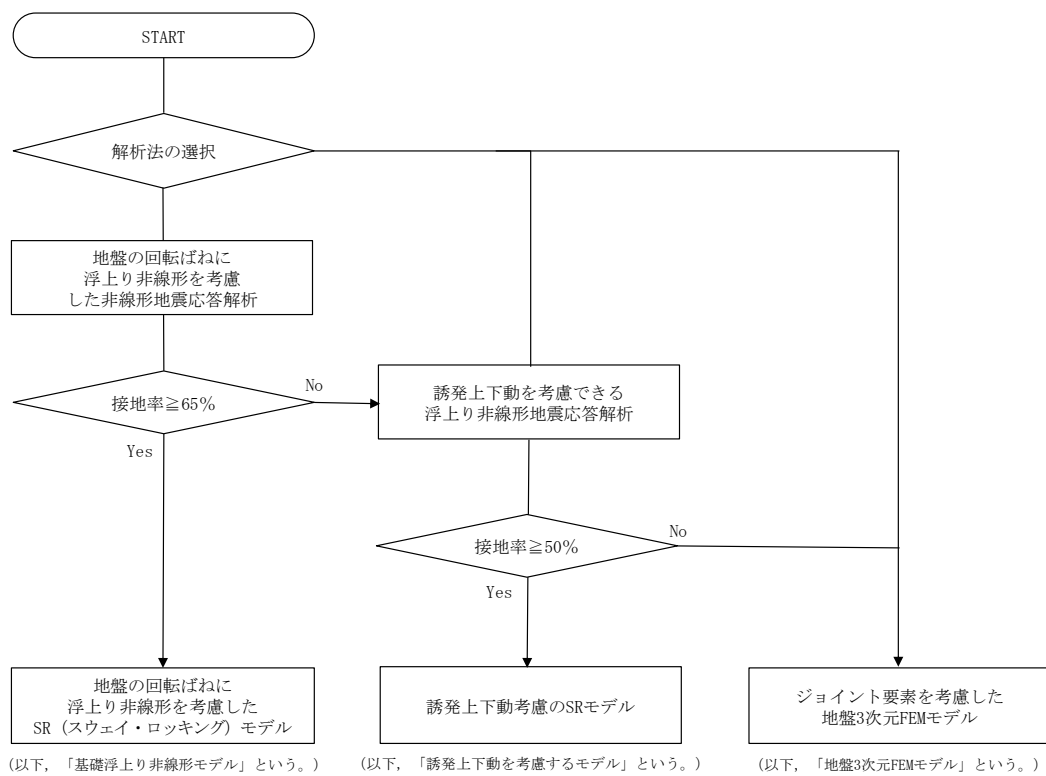 START
解析法の選択
地盤の回転ばねに
浮上り非線形を考慮
した非線形地震応答解析
接地率≧65%
No
Yes
誘発上下動を考慮できる
浮上り非線形地震応答解析
接地率≧50%
No
Yes
地盤の回転ばねに
浮上り非線形を考慮した
SR（スウェイ・ロッキング）モデル
（以下，「基礎浮上り非線形モデル」という。）
誘発上下動考慮のSRモデル
（以下，「誘発上下動を考慮するモデル」という。）
ジョイント要素を考慮した
地盤3次元FEMモデル
（以下，「地盤3次元FEMモデル」という。）